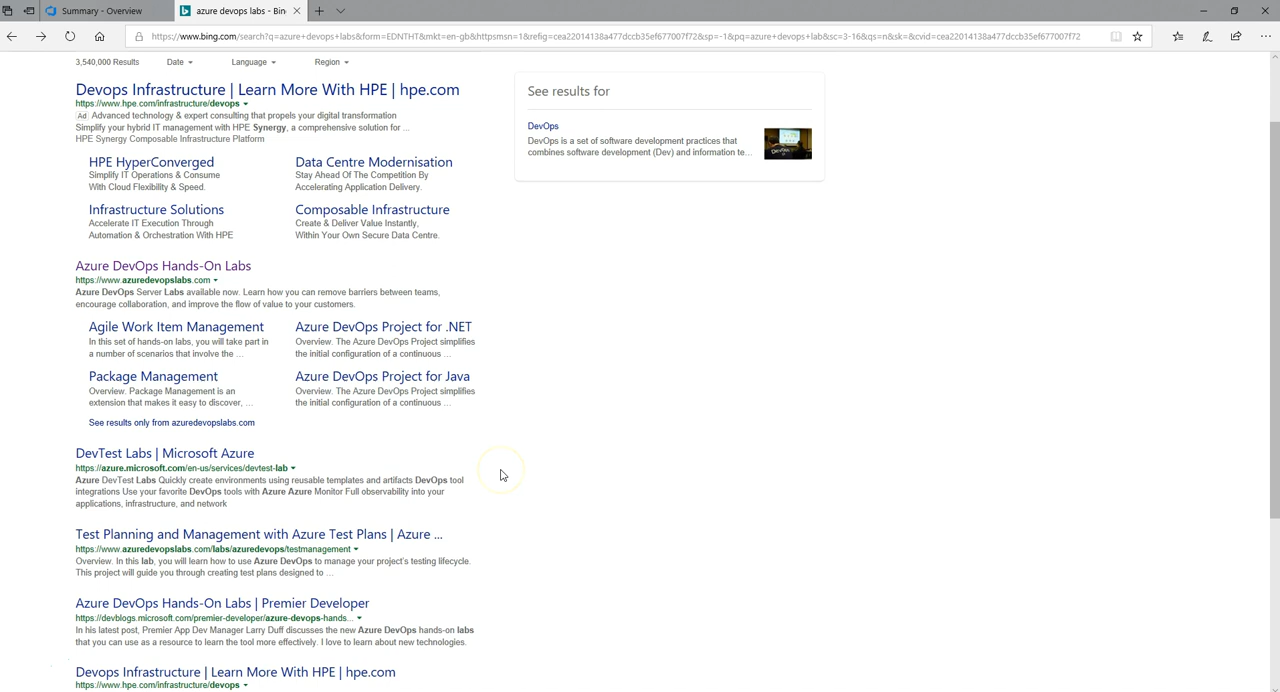 Summary - Overview
azure devops labs - Bin
https://www.bing.com/search?q=azure+devops+labs&form=EDNTHT&mkt=en-gb&httpsmsn=1&refig=cea22014138a477dccb35ef677007f72&sp=-1&pq=azure+devops+lab&sc=3-16&qs=n&sk=&cvid=cea22014138a477dccb35ef677007f72
3,540,000 Results Date Language Region
Devops Infrastructure | Learn More With HPE | hpe.com
https://www.hpe.com/infrastructure/devops
Ad Advanced technology & expert consulting that propels your digital transformation
Simplify your hybrid IT management with HPE Synergy, a comprehensive solution for ...
HPE Synergy Composable Infrastructure Platform
HPE HyperConverged
Simplify IT Operations & Consume
With Cloud Flexibility & Speed.
Data Centre Modernisation
Stay Ahead Of The Competition By
Accelerating Application Delivery.
Infrastructure Solutions
Accelerate IT Execution Through
Automation & Orchestration With HPE
Composable Infrastructure
Create & Deliver Value Instantly,
Within Your Own Secure Data Centre.
Azure DevOps Hands-On Labs
https://www.azuredevopslabs.com
Azure DevOps Server Labs available now. Learn how you can remove barriers between teams,
encourage collaboration, and improve the flow of value to your customers.
Agile Work Item Management
In this set of hands-on labs, you will take part in
a number of scenarios that involve the ...
Azure DevOps Project for .NET
Overview. The Azure DevOps Project simplifies
the initial configuration of a continuous ...
Package Management
Overview. Package Management is an
extension that makes it easy to discover, ...
Azure DevOps Project for Java
Overview. The Azure DevOps Project simplifies
the initial configuration of a continuous ...
See results only from azuredevopslabs.com
DevTest Labs | Microsoft Azure
https://azure.microsoft.com/en-us/services/devtest-lab
Azure DevTest Labs Quickly create environments using reusable templates and artifacts DevOps tool
integrations Use your favorite DevOps tools with Azure Azure Monitor Full observability into your
applications, infrastructure, and network
Test Planning and Management with Azure Test Plans | Azure ...
https://www.azuredevopslabs.com/labs/azuredevops/testmanagement
Overview. In this lab, you will learn how to use Azure DevOps to manage your project's testing lifecycle.
This project will guide you through creating test plans designed to ...
Azure DevOps Hands-On Labs | Premier Developer
https://devblogs.microsoft.com/premier-developer/azure-devops-hands...
In his latest post, Premier App Dev Manager Larry Duff discusses the new Azure DevOps hands-on labs
that you can use as a resource to learn the tool more effectively. I love to learn about new technologies.
Devops Infrastructure | Learn More With HPE | hpe.com
https://www.hpe.com/infrastructure/devops
See results for
DevOps
DevOps is a set of software development practices that
combines software development (Dev) and information te...